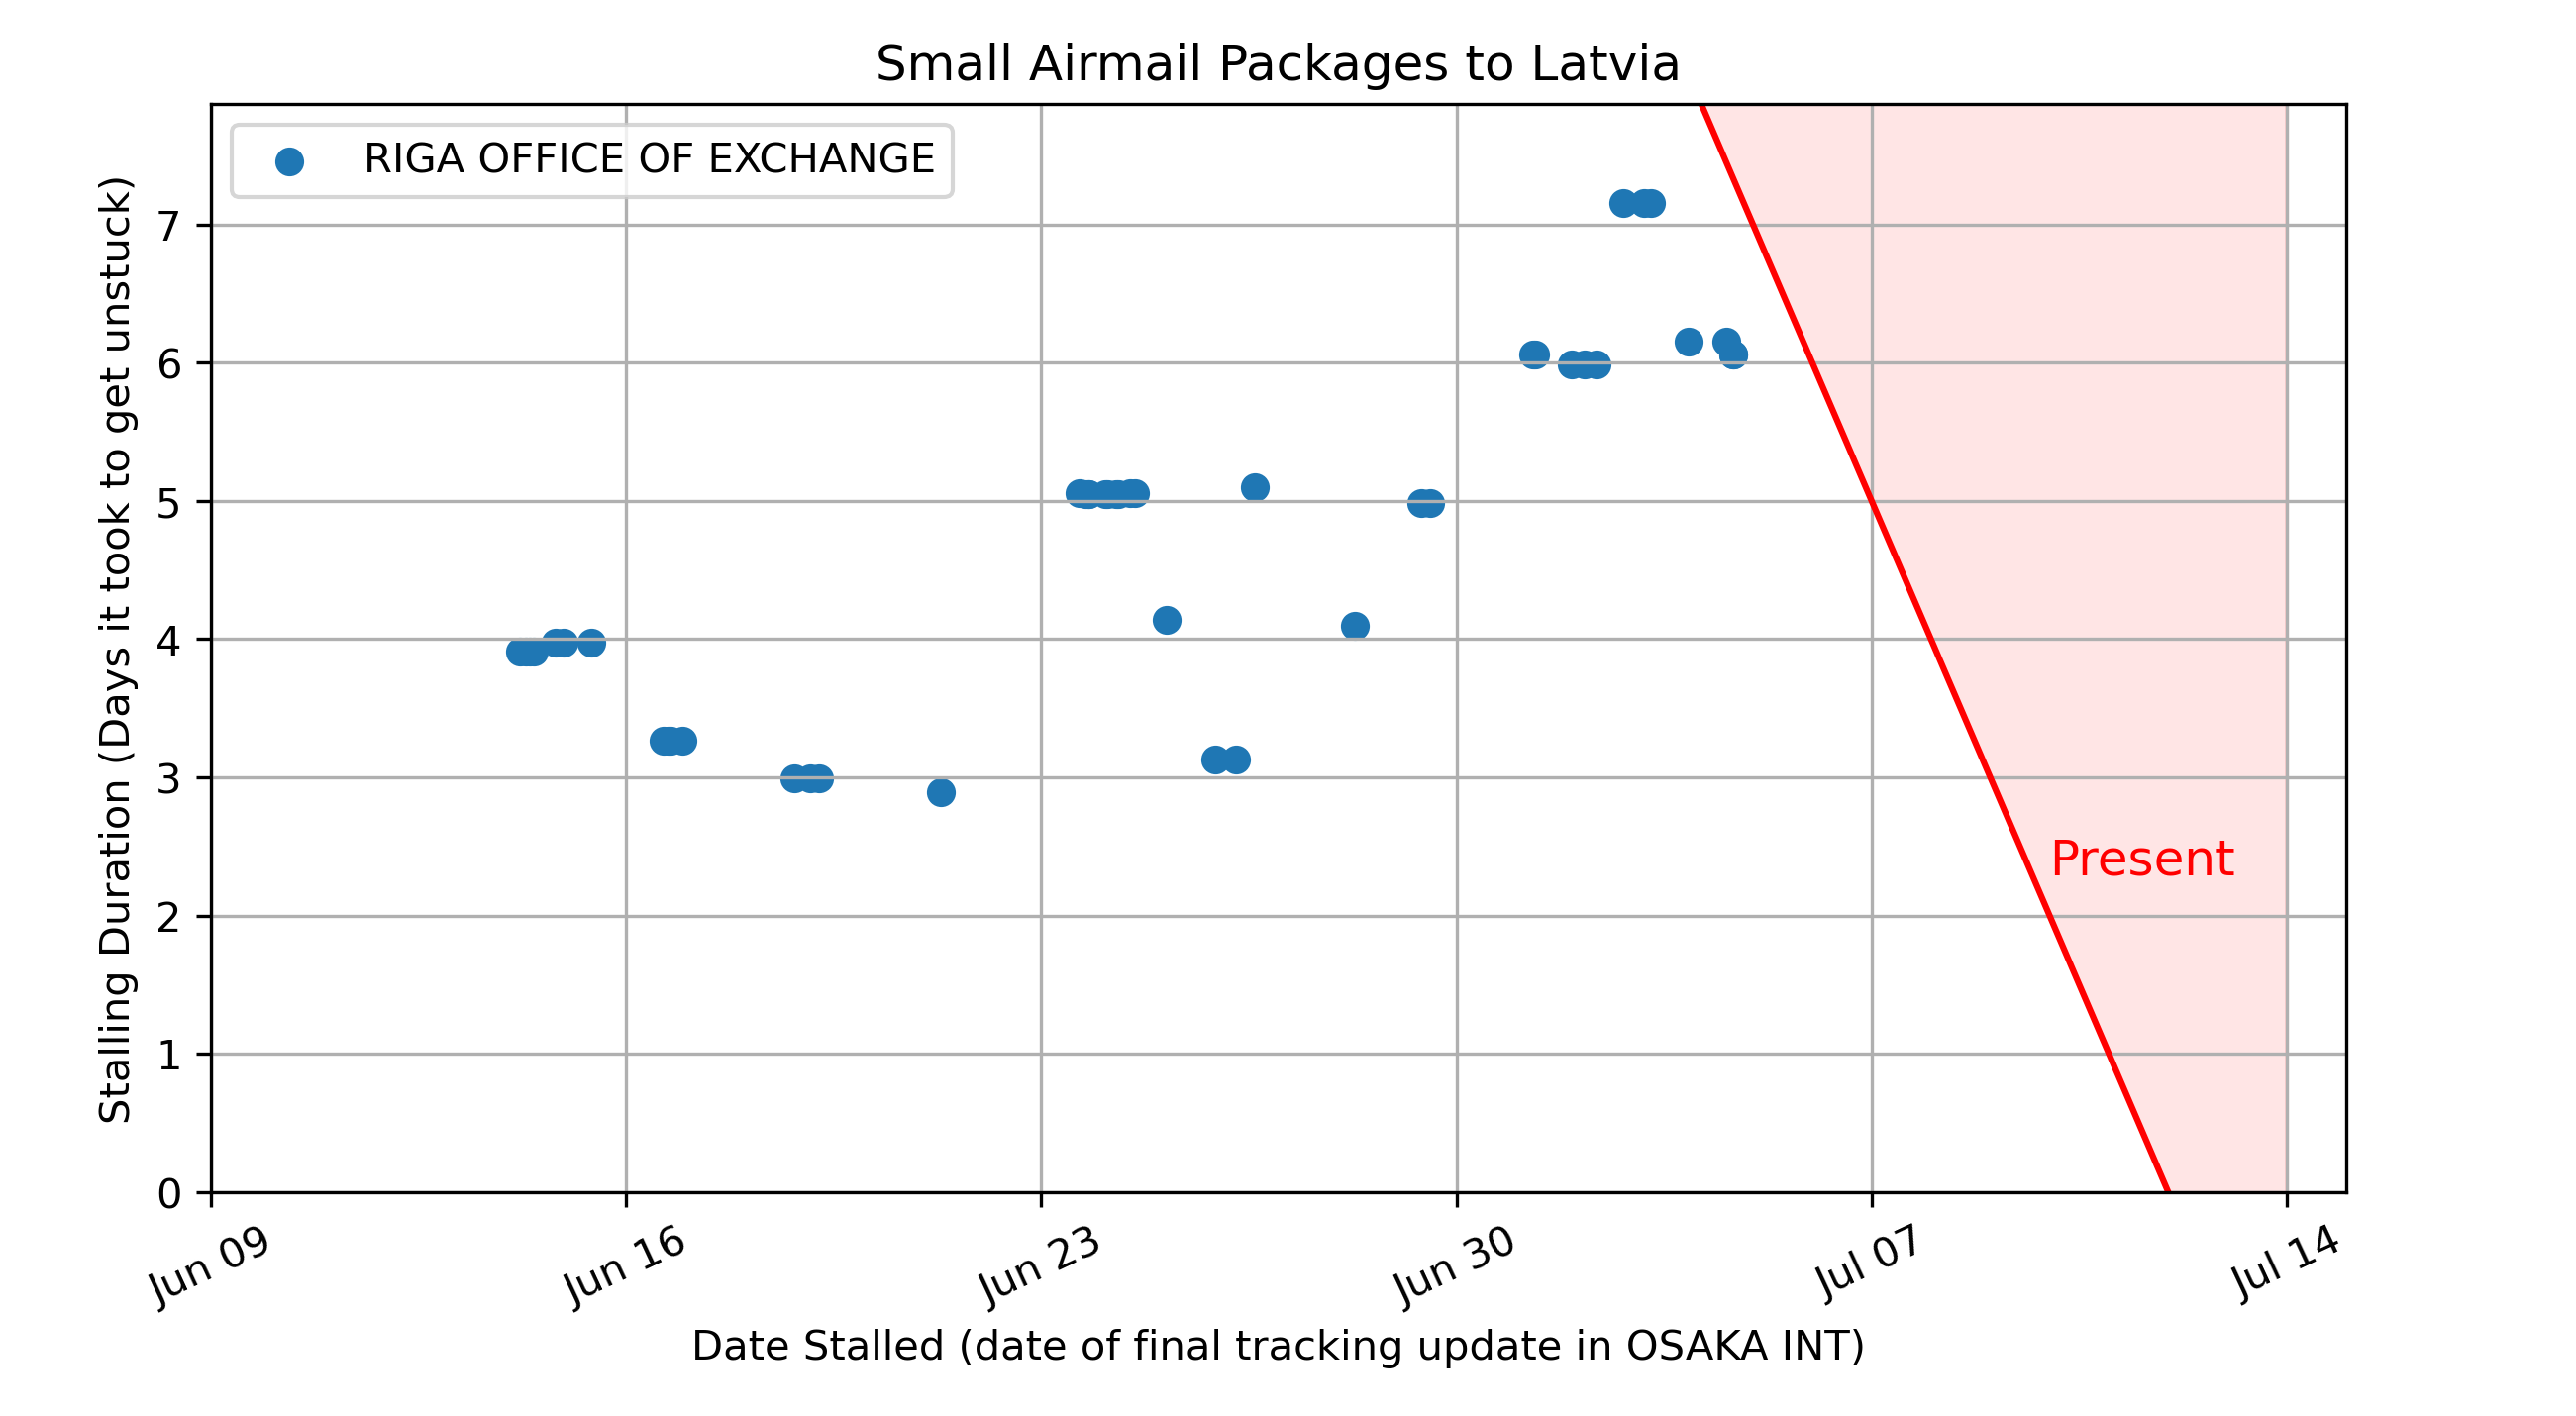 Small Airmail Packages to Latvia
RIGA OFFICE OF EXCHANGE
Stalling Duration (Days it took to get unstuck)
7
6
5
4
3
2
1
0
Present
Jun 09
Jun 16
Jun 23
Jun 30
Jul 07
Jul 14
Date Stalled (date of final tracking update in OSAKA INT)